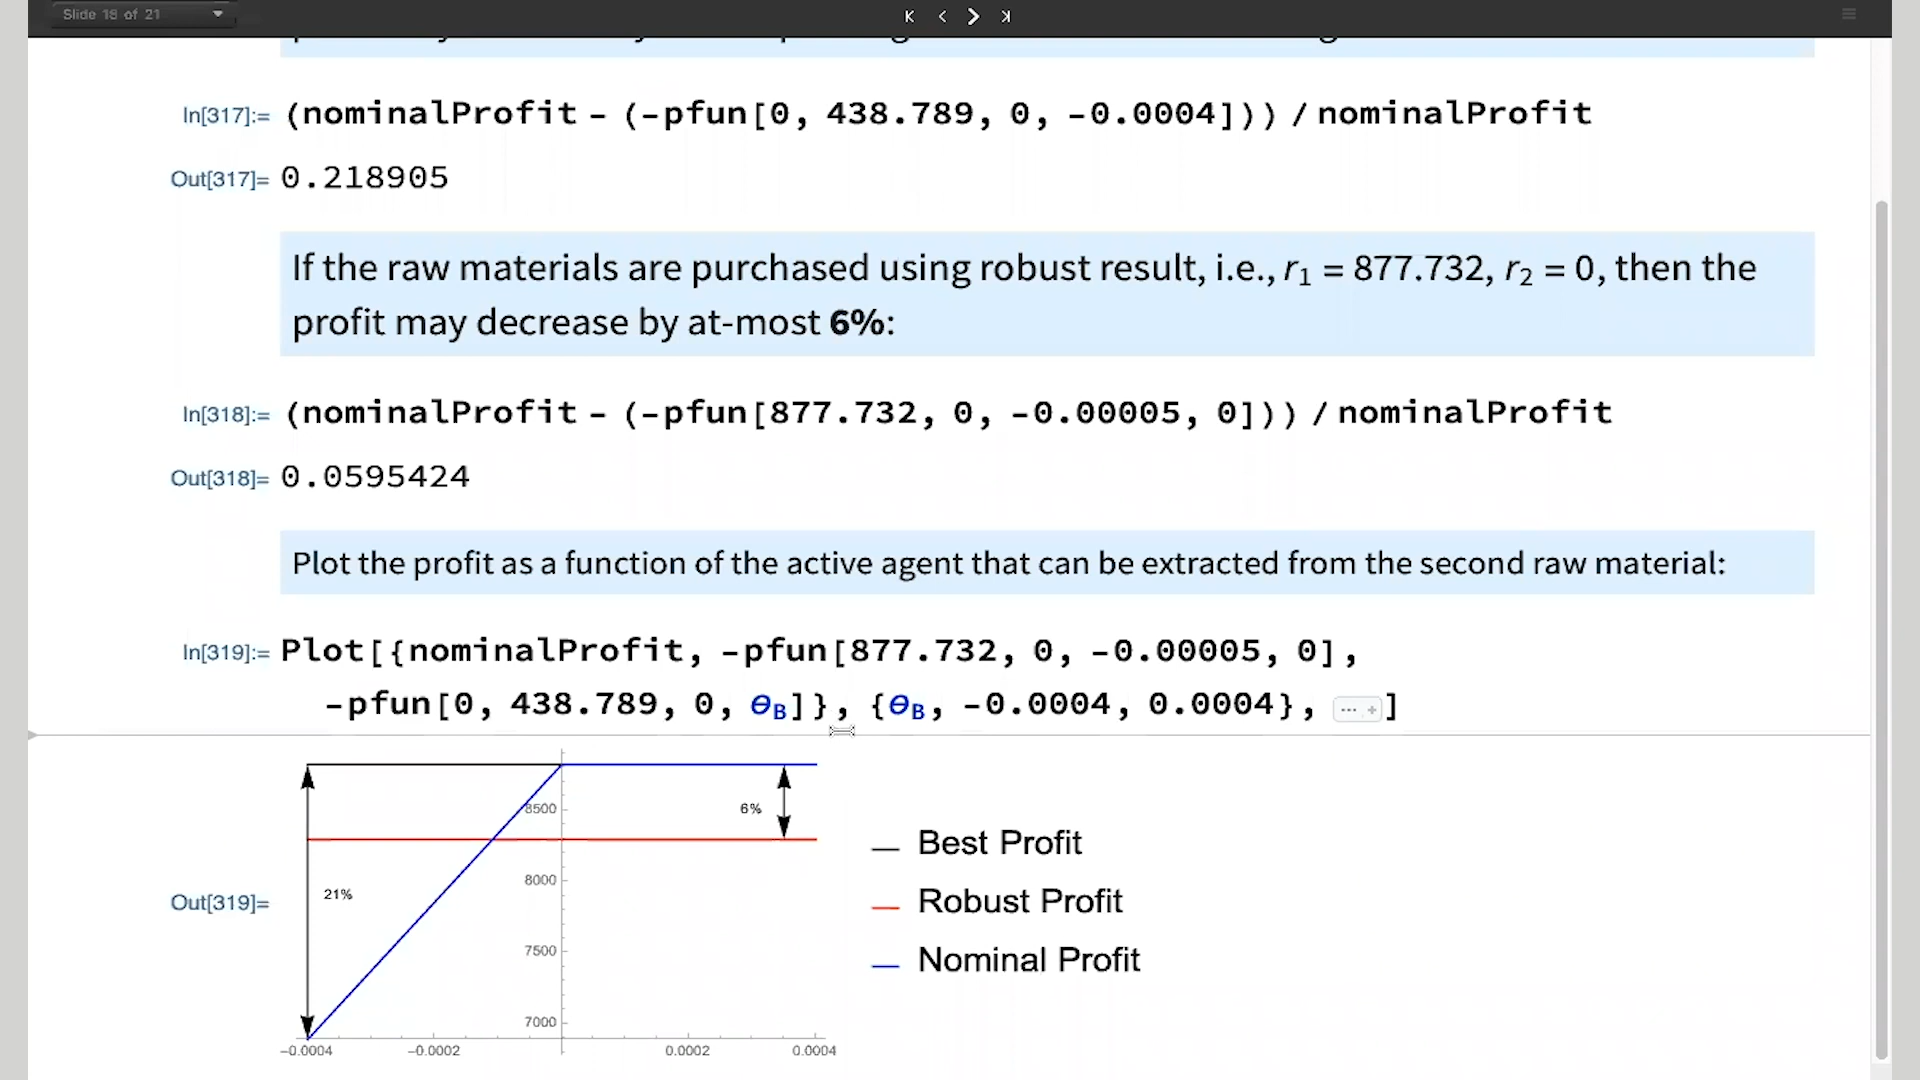 Slide 18 of 21
In[317]:= (nominalProfit - (-pfun[0, 438.789, 0, -0.0004])) / nominalProfit
Out[317]= 0.218905
If the raw materials are purchased using robust result, i.e., r₁ = 877.732, r₂ = 0, then the
profit may decrease by at-most 6%:
In[318]:= (nominalProfit - (-pfun[877.732, 0, -0.00005, 0])) / nominalProfit
Out[318]= 0.0595424
Plot the profit as a function of the active agent that can be extracted from the second raw material:
In[319]:= Plot[{nominalProfit, -pfun[877.732, 0, -0.00005, 0],
-pfun[0, 438.789, 0, ΘB]}, {ΘB, -0.0004, 0.0004}, ... +]
8500
6%
Best Profit
8000
21%
Out[319]=
Robust Profit
7500
Nominal Profit
7000
-0.0004 -0.0002 0.0002 0.0004